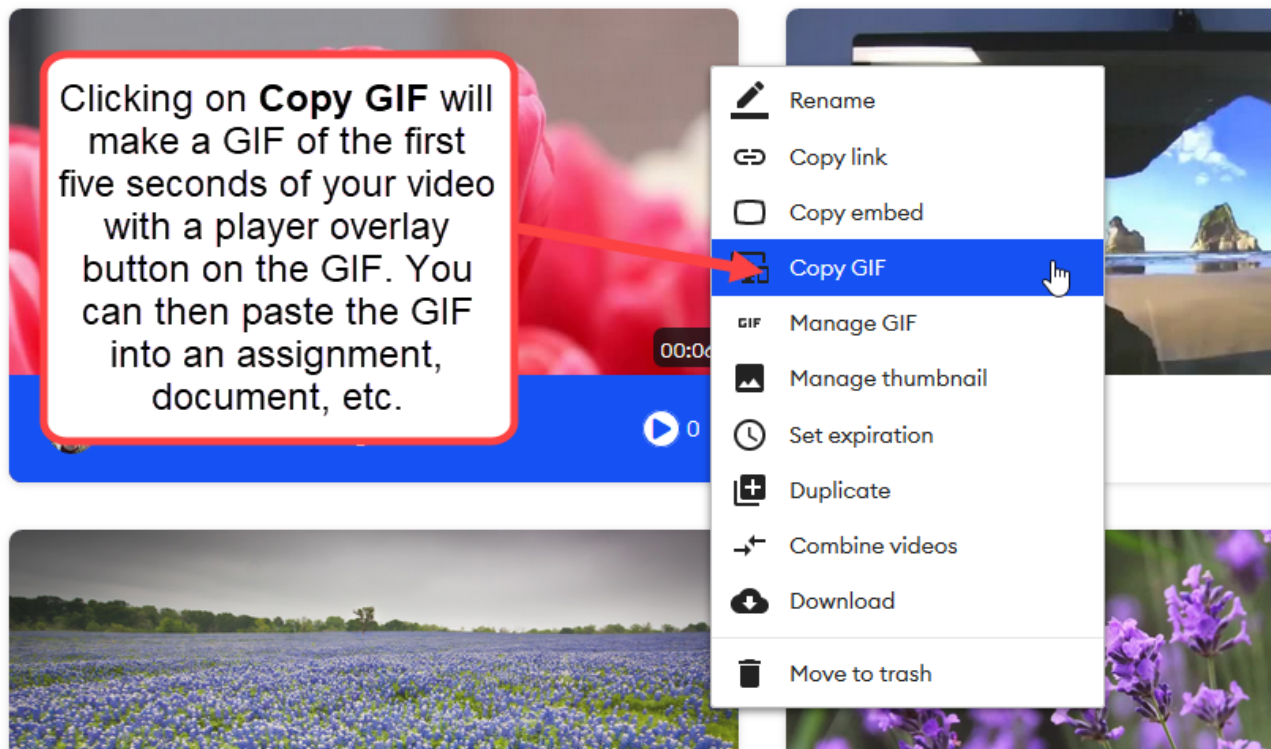 Clicking on Copy GIF will
make a GIF of the first
five seconds of your video
with a player overlay
button on the GIF. You
can then paste the GIF
into an assignment,
document, etc.
0
Rename
Copy link
Copy embed
Copy GIF
GIF Manage GIF
Manage thumbnail
Set expiration
Duplicate
Combine videos
Download
Move to trash